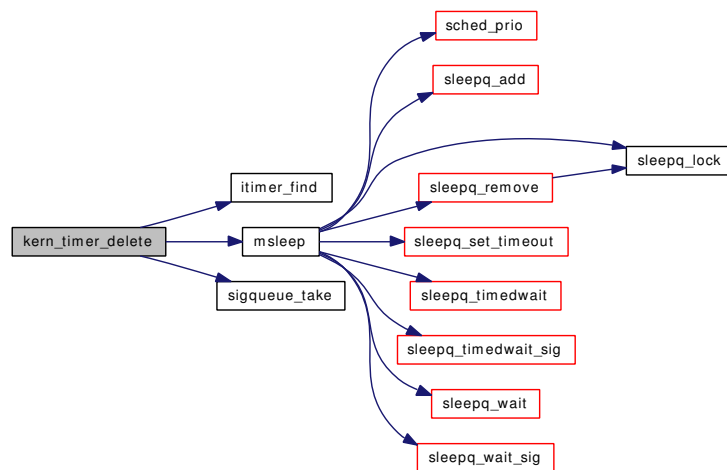 sched_prio
sleepq_add
sleepq_lock
itimer_find
sleepq_remove
kern_timer_delete
msleep
sleepq_set_timeout
sigqueue_take
sleepq_timedwait
sleepq_timedwait_sig
sleepq_wait
sleepq_wait_sig